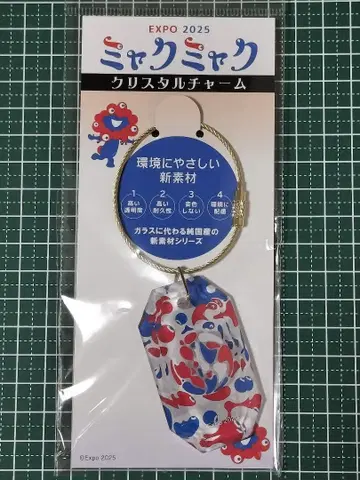 EXPO 2025
ミャクミャク
クリスタルチャーム
環境にやさしい
新素材
1 2 3 4
高い 高い 変色 環境に
透明度 耐久性 しない 配慮
ガラスに代わる純国産の
新素材シリーズ
©Expo 2025